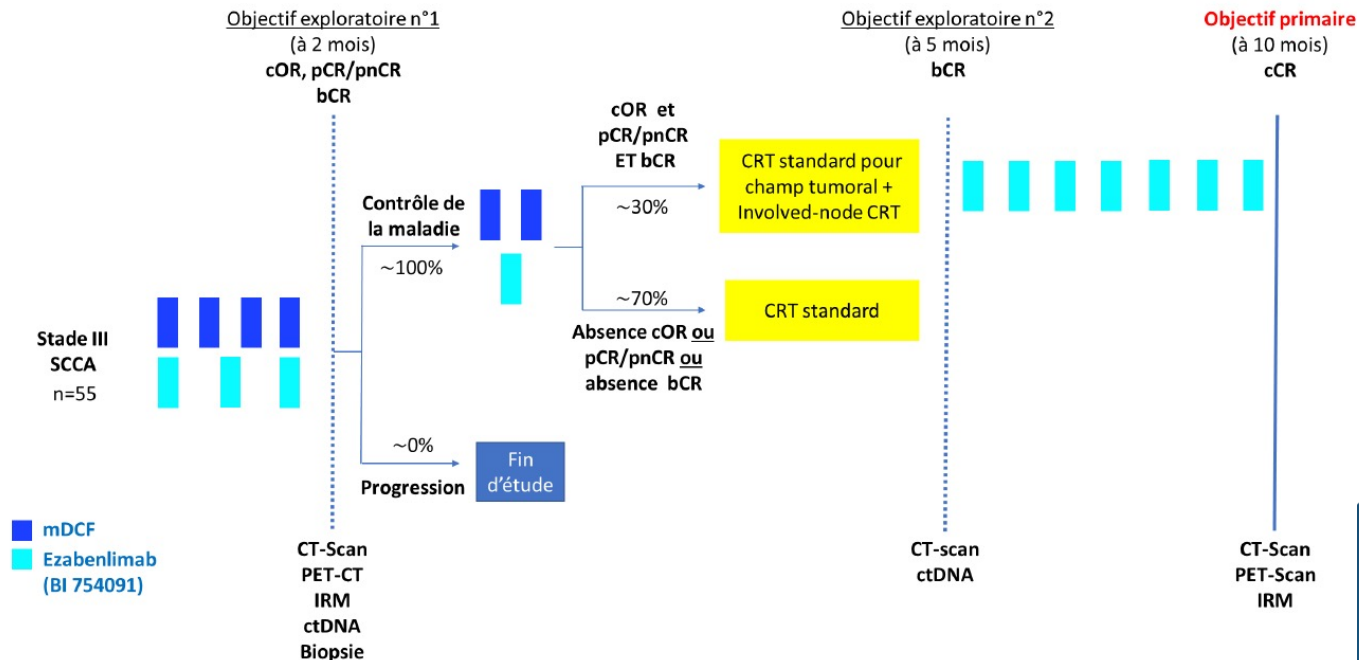 Objectif exploratoire n°1
(à 2 mois)
cOR, pCR/pnCR
bCR
Objectif exploratoire n°2
(à 5 mois)
bCR
Objectif primaire
(à 10 mois)
cCR
Stade III
SCCA
n=55
Contrôle de
la maladie
~100%
~0%
Progression
Fin
d'étude
cOR et
pCR/pnCR
ET bCR
~30%
CRT standard pour
champ tumoral +
Involved-node CRT
~70%
Absence cOR ou
pCR/pnCR ou
absence bCR
CRT standard
mDCF
Ezabenlimab
(BI 754091)
CT-Scan
PET-CT
IRM
ctDNA
Biopsie
CT-scan
ctDNA
CT-Scan
PET-Scan
IRM